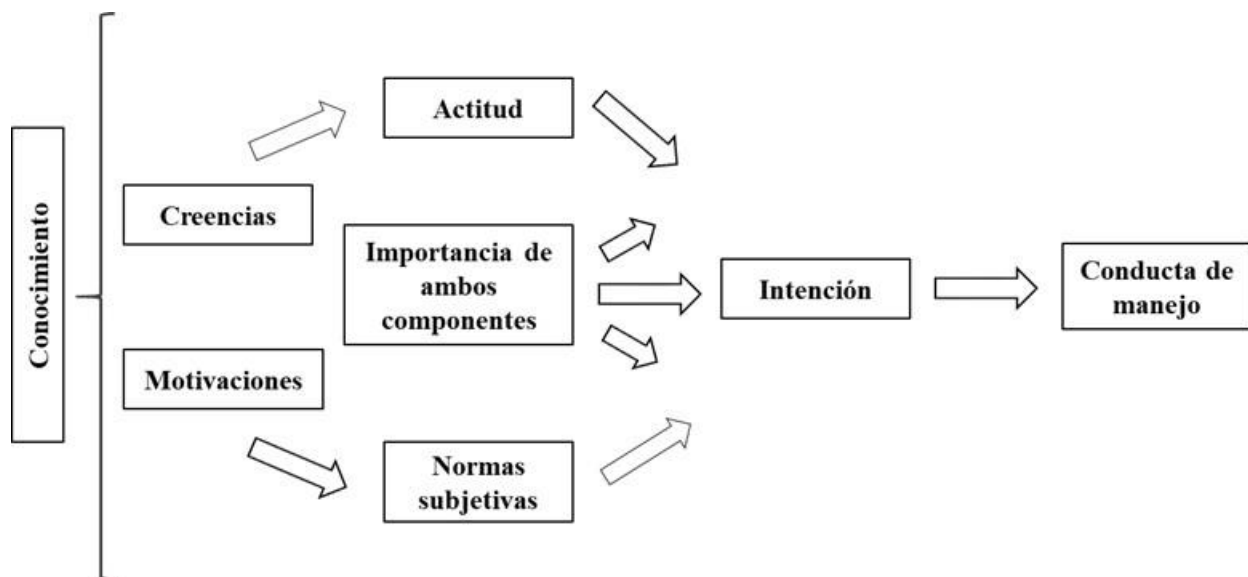 Conocimiento
Creencias
Motivaciones
Actitud
Importancia de
ambos
componentes
Normas
subjetivas
Intención
Conducta de
manejo